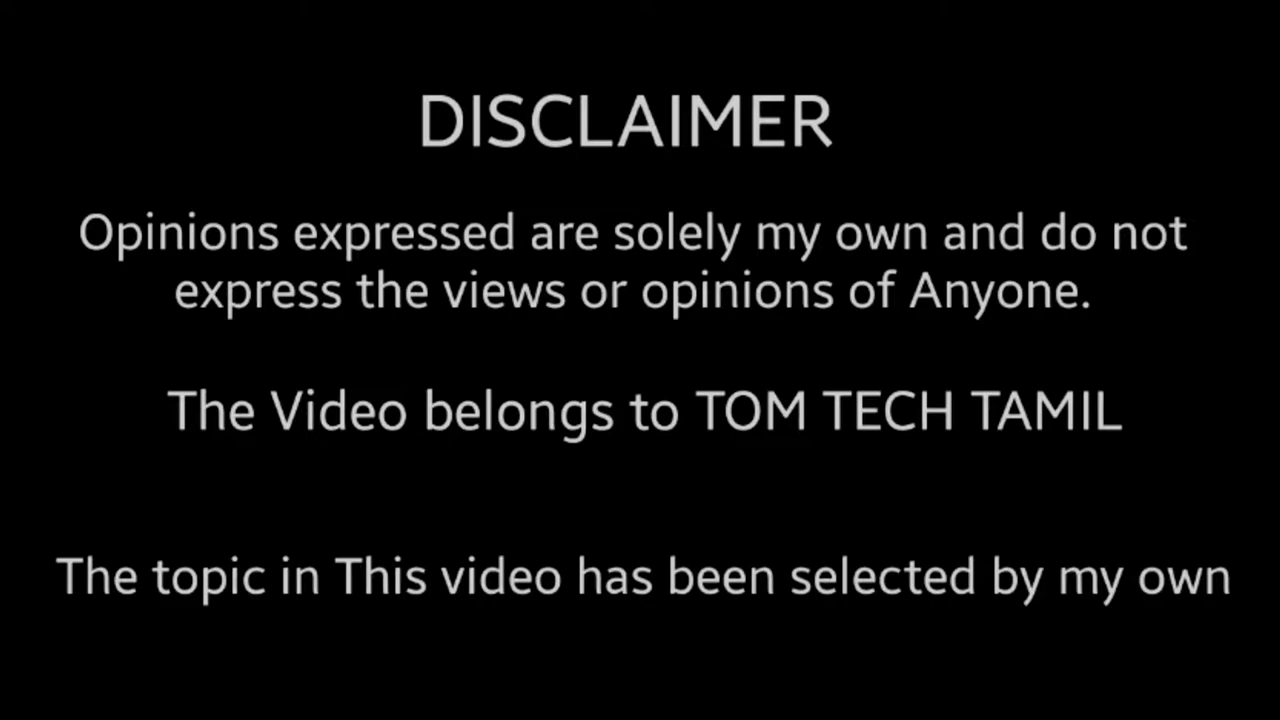 DISCLAIMER
Opinions expressed are solely my own and do not
express the views or opinions of Anyone.
The Video belongs to TOM TECH TAMIL
The topic in This video has been selected by my own